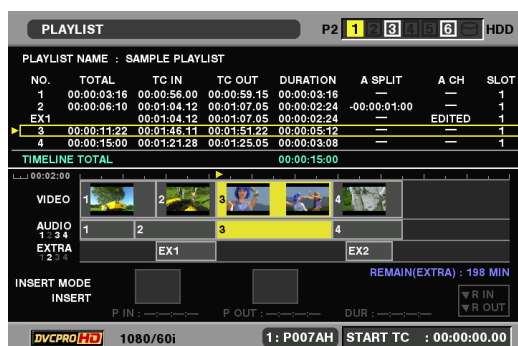 PLAYLIST P2 1 2 3 4 5 6 HDD
PLAYLIST NAME : SAMPLE PLAYLIST
NO. TOTAL TC IN TC OUT DURATION A SPLIT A CH SLOT
1 00:00:03:16 00:00:56.00 00:00:59.15 00:00:03:16 — — 1
2 00:00:06:10 00:01:04.12 00:01:07.05 00:00:02:24 -00:00:01:00 — 1
EX1 00:01:04.12 00:01:07.05 00:00:02:24 — EDITED 1
3 00:00:11:22 00:01:46.11 00:01:51.22 00:00:05:12 — — 1
4 00:00:15:00 00:01:21.28 00:01:25.05 00:00:03:08 — — 1
TIMELINE TOTAL 00:00:15:00
00:02:00
VIDEO 1 2 3 4
AUDIO 1 2 3 4
1 2 3 4
EXTRA EX1 EX2
1 2 3 4
REMAIN(EXTRA) : 198 MIN
INSERT MODE
INSERT
▼R IN
▼R OUT
P IN : --:--:--:-- P OUT : --:--:--:-- DUR : --:--:--:--
DVCPRO HD 1080/60i 1: P007AH START TC : 00:00:00.00